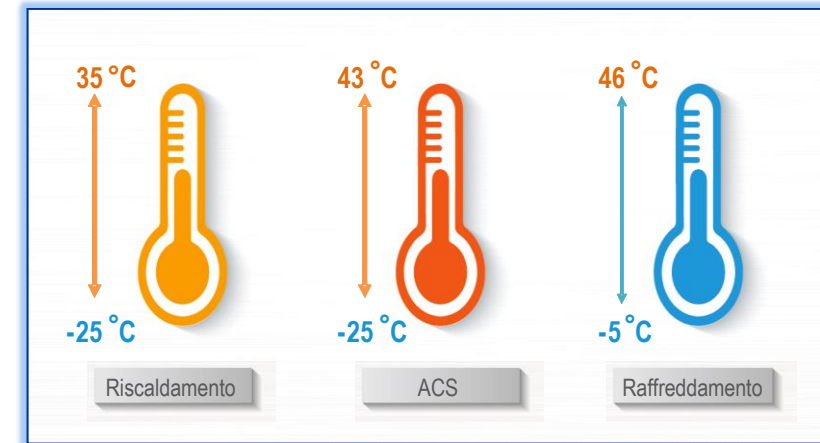 35 °C
43 °C
46 °C
-25 °C
-25 °C
-5 °C
Riscaldamento
ACS
Raffreddamento